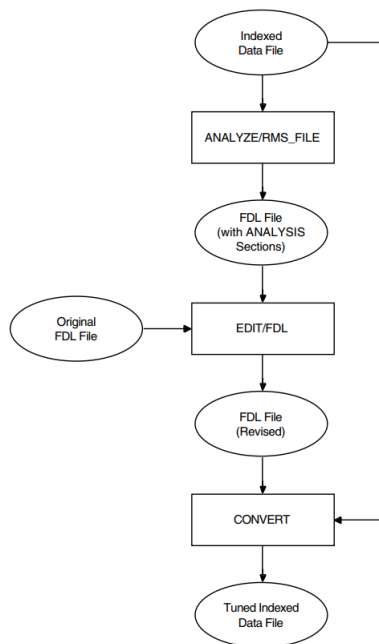 Indexed
Data File
ANALYZE/RMS_FILE
FDL File
(with ANALYSIS
Sections)
Original
FDL File
EDIT/FDL
FDL File
(Revised)
CONVERT
Tuned Indexed
Data File